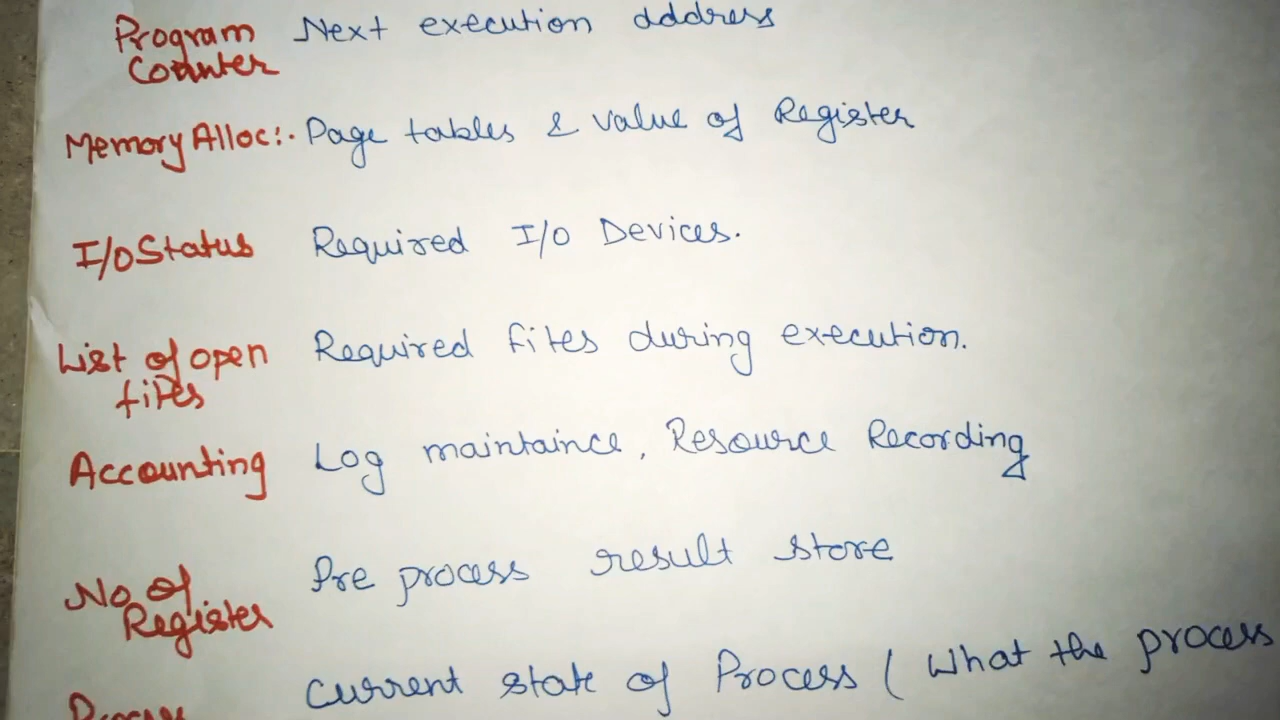 Program Next execution address
Counter
Memory Alloc:. Page tables & value of Register
I/O Status Required I/O Devices.
List of open Required files during execution.
files
Accounting Log maintaince, Resource Recording
No of Pre process result store
Register
Process Current state of Process ( What the process